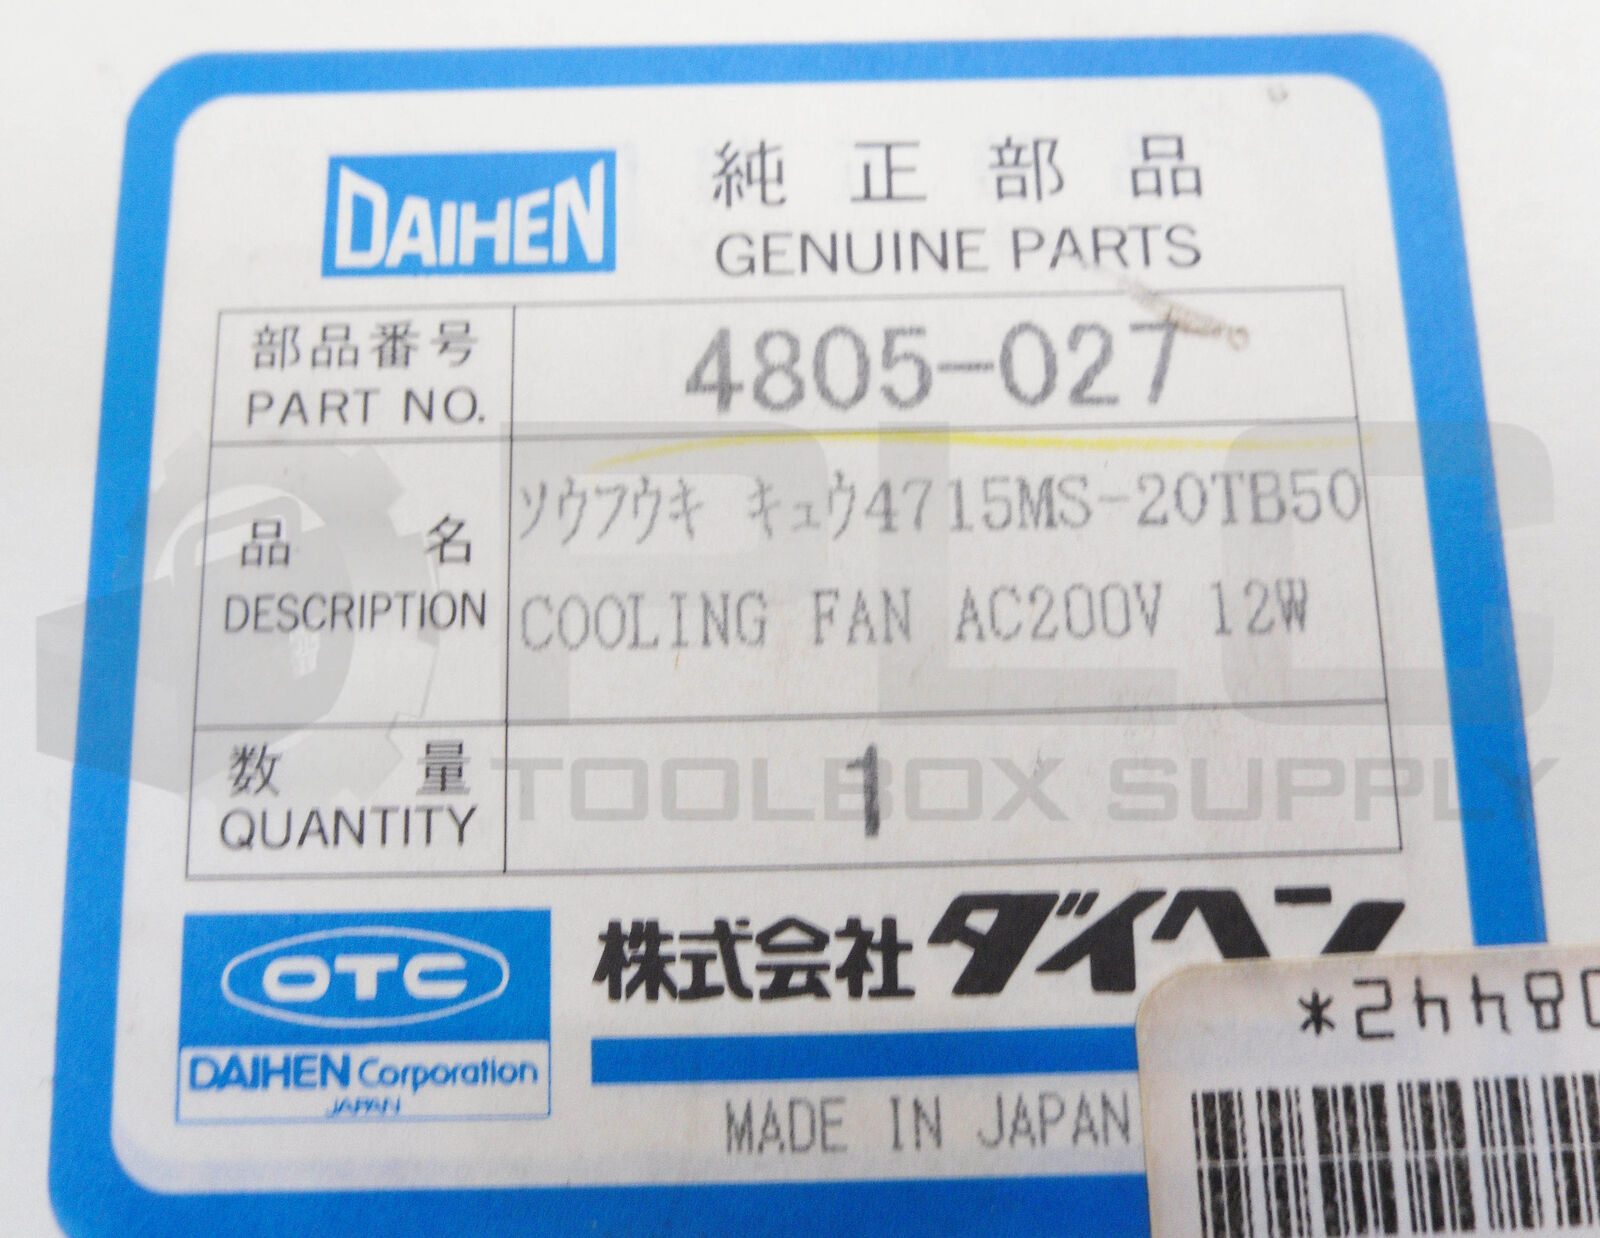 DAIHEN
純正部品
GENUINE PARTS
部品番号
PART NO.
4805-027
品名
DESCRIPTION
ソウフウキ キュウ4715MS-20TB50
COOLING FAN AC200V 12W
数量
QUANTITY
1
PLC
TOOLBOX SUPPLY
OTC
DAIHEN Corporation
JAPAN
株式会社ダイヘン
MADE IN JAPAN